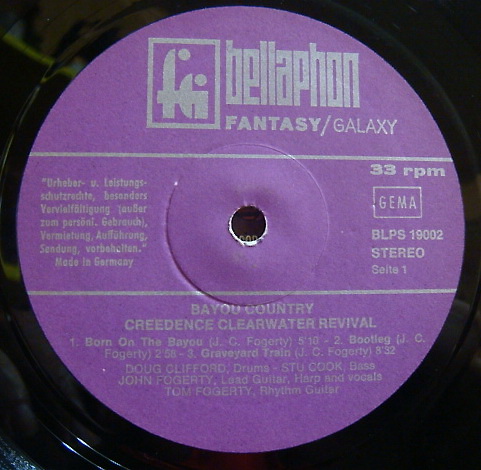 bellaphon
FANTASY/GALAXY
33 rpm
"Urheber- u. Leistungs-
schutzrechte, besonders
Vervielfältigung (außer
zum persönl. Gebrauch),
Vermietung, Aufführung,
Sendung, vorbehalten."
Made in Germany
GEMA
BLPS 19002
STEREO
Seite 1
BAYOU COUNTRY
CREEDENCE CLEARWATER REVIVAL
1. Born On The Bayou (J. C. Fogerty) 5'10 - 2. Bootleg (J. C.
Fogerty) 2'58 - 3. Graveyard Train (J. C. Fogerty) 8'32
DOUG CLIFFORD, Drums - STU COOK, Bass
JOHN FOGERTY, Lead Guitar, Harp and vocals
TOM FOGERTY, Rhythm Guitar